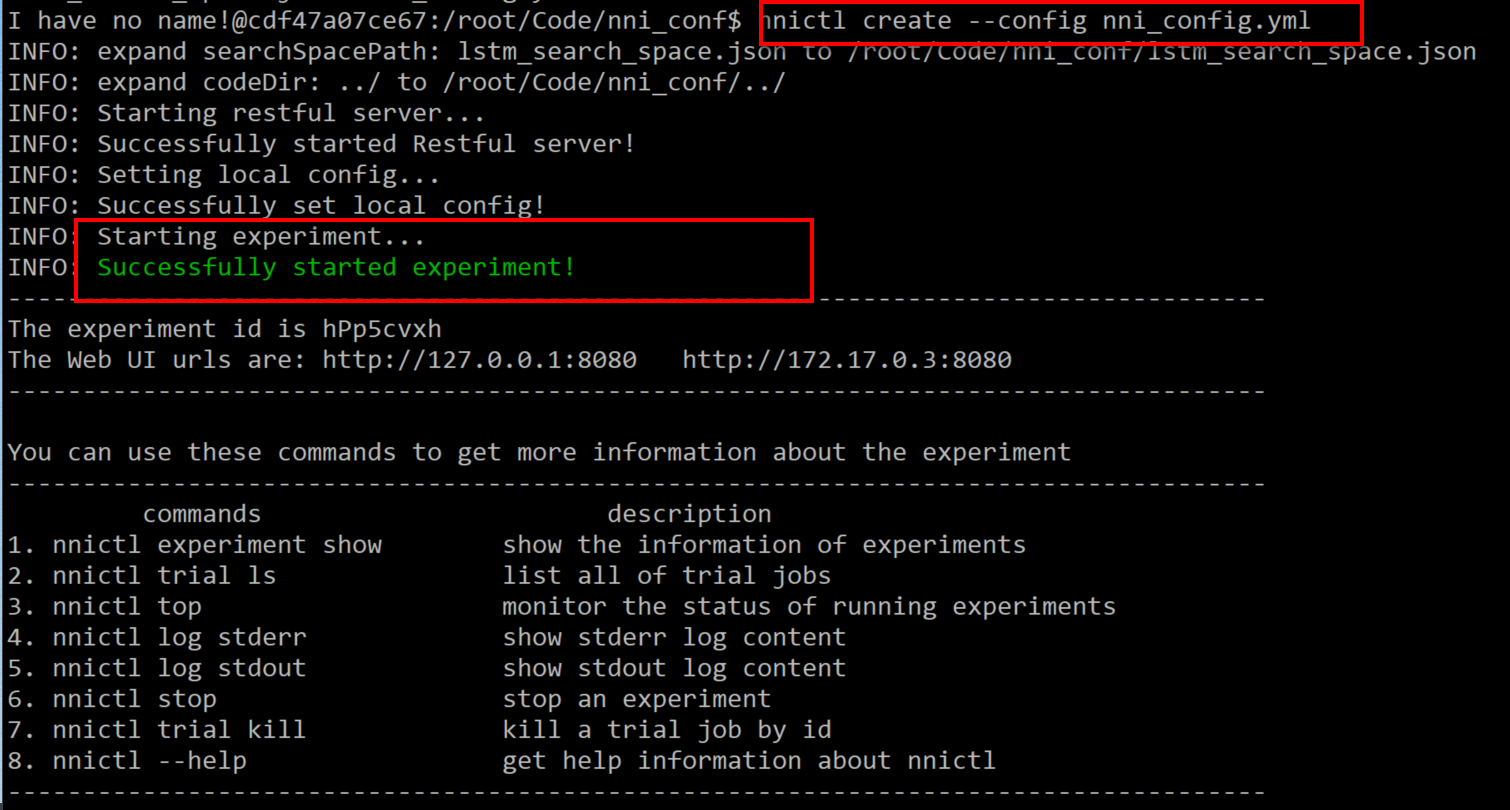 I have no name!@cdf47a07ce67:/root/Code/nni_conf$ nnictl create --config nni_config.yml
INFO: expand searchSpacePath: lstm_search_space.json to /root/Code/nni_conf/lstm_search_space.json
INFO: expand codeDir: ../ to /root/Code/nni_conf/../
INFO: Starting restful server...
INFO: Successfully started Restful server!
INFO: Setting local config...
INFO: Successfully set local config!
INFO: Starting experiment...
INFO: Successfully started experiment!
------------------------------------------------------------------------------------
The experiment id is hPp5cvxh
The Web UI urls are: http://127.0.0.1:8080   http://172.17.0.3:8080
------------------------------------------------------------------------------------
You can use these commands to get more information about the experiment
------------------------------------------------------------------------------------
         commands                       description
1. nnictl experiment show        show the information of experiments
2. nnictl trial ls               list all of trial jobs
3. nnictl top                    monitor the status of running experiments
4. nnictl log stderr             show stderr log content
5. nnictl log stdout             show stdout log content
6. nnictl stop                   stop an experiment
7. nnictl trial kill             kill a trial job by id
8. nnictl --help                 get help information about nnictl
------------------------------------------------------------------------------------